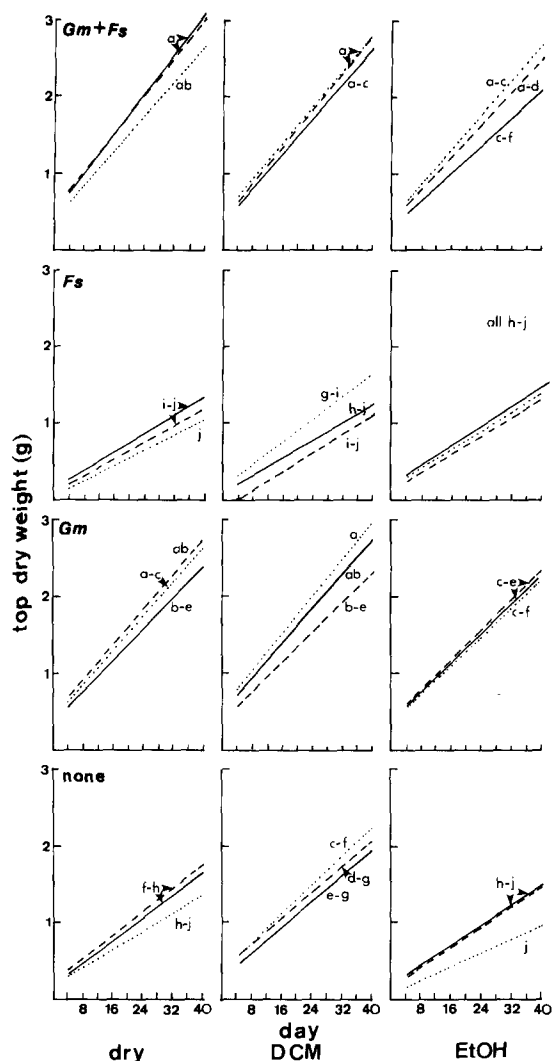 Gm+Fs
3
2
1
a
ab
a
a-c
a-c
a-d
c-f
Fs
3
2
1
i-j
j
g-i
h-j
i-j
all h-j
top dry weight (g)
Gm
3
2
1
ab
a-c
b-e
a
ab
b-e
c-e
c-f
none
3
2
1
f-h
h-j
c-f
d-g
e-g
h-j
j
8 16 24 32 40
8 16 24 32 40
8 16 24 32 40
day
dry
DCM
EtOH